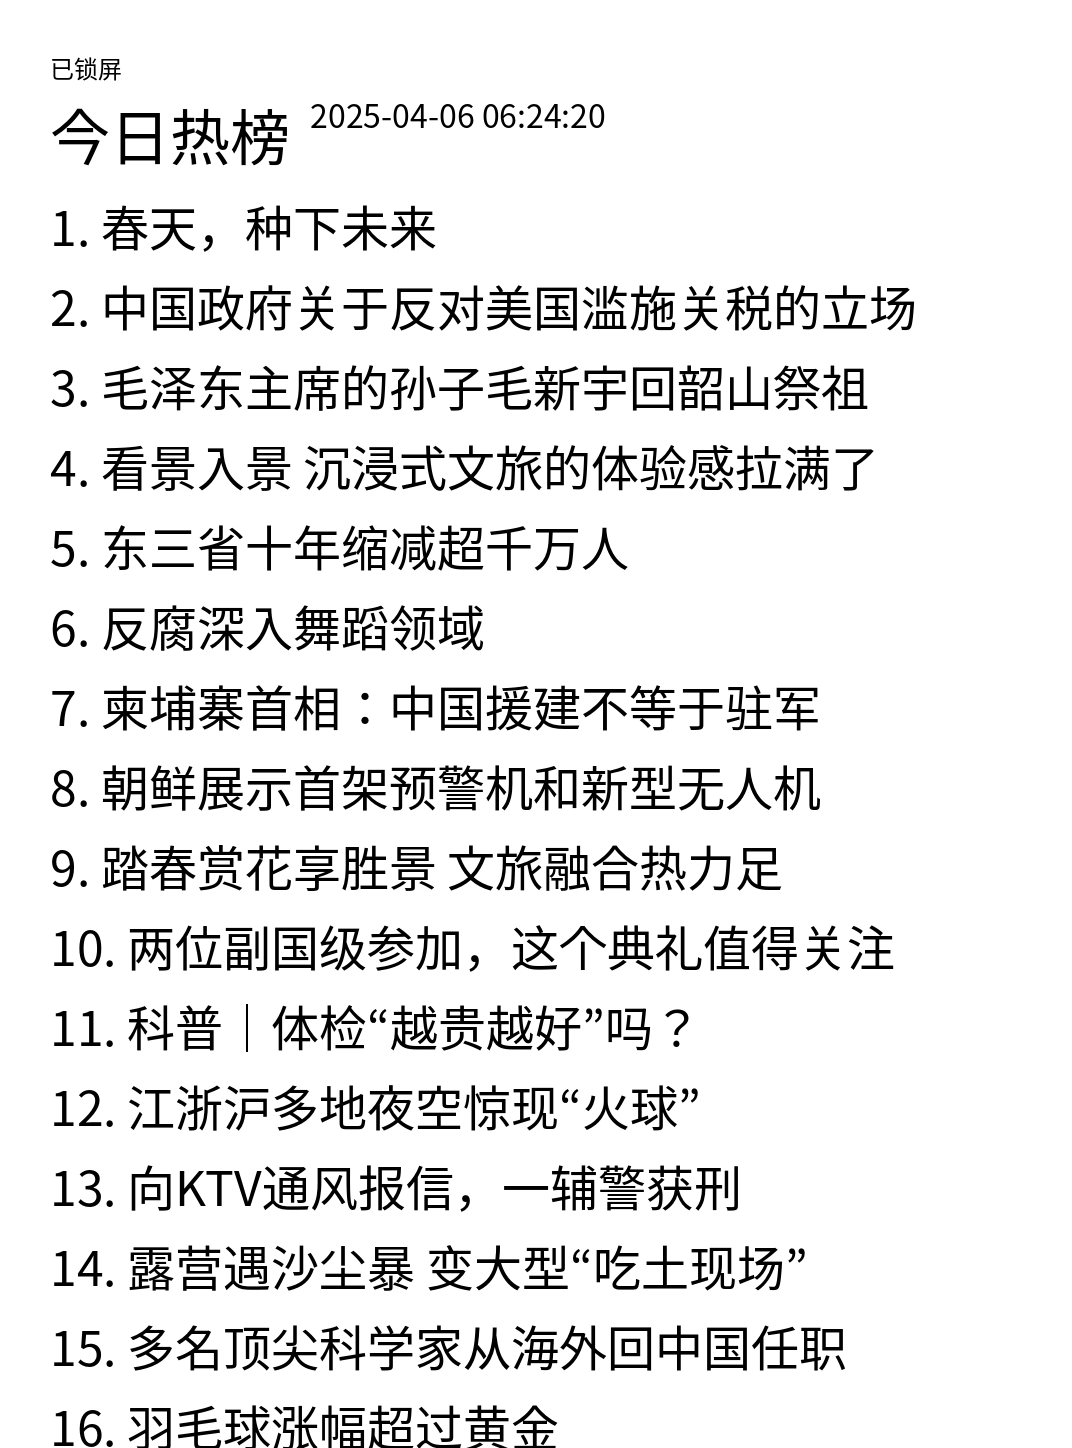 已锁屏
今日热榜 2025-04-06 06:24:20
1. 春天，种下未来
2. 中国政府关于反对美国滥施关税的立场
3. 毛泽东主席的孙子毛新宇回韶山祭祖
4. 看景入景 沉浸式文旅的体验感拉满了
5. 东三省十年缩减超千万人
6. 反腐深入舞蹈领域
7. 柬埔寨首相：中国援建不等于驻军
8. 朝鲜展示首架预警机和新型无人机
9. 踏春赏花享胜景 文旅融合热力足
10. 两位副国级参加，这个典礼值得关注
11. 科普｜体检“越贵越好”吗？
12. 江浙沪多地夜空惊现“火球”
13. 向KTV通风报信，一辅警获刑
14. 露营遇沙尘暴 变大型“吃土现场”
15. 多名顶尖科学家从海外回中国任职
16. 羽毛球涨幅超过黄金